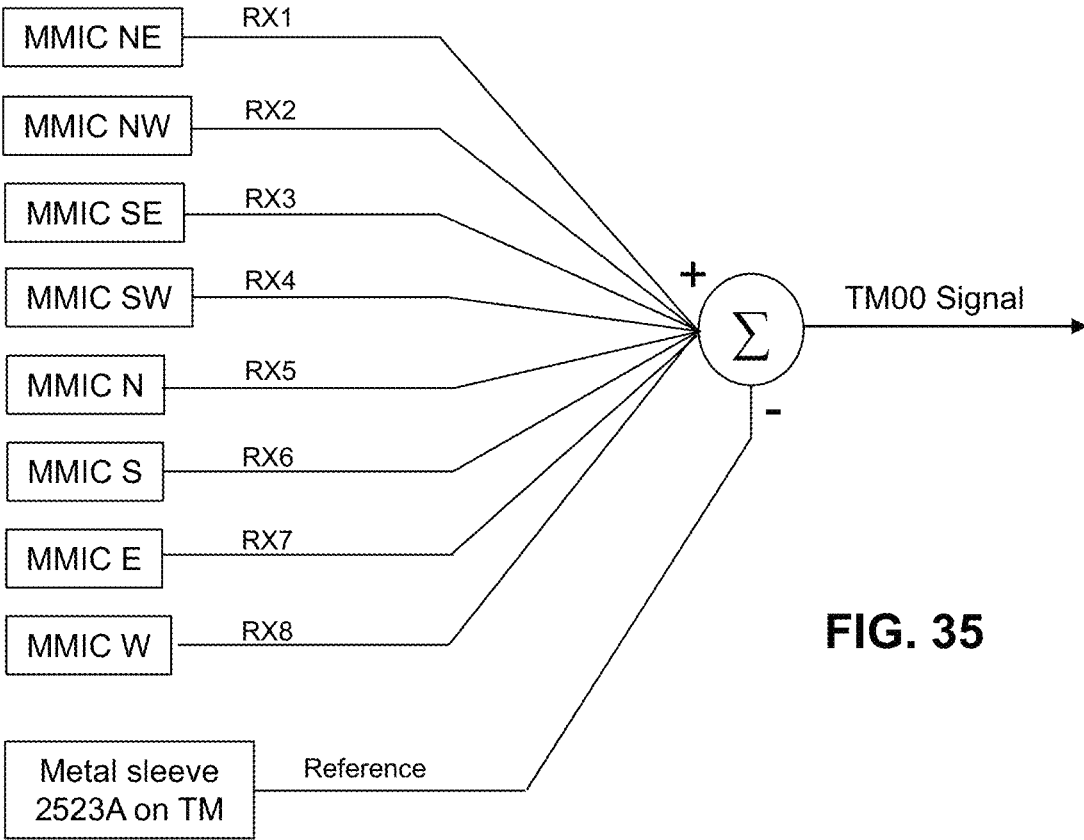 MMIC NE RX1
MMIC NW RX2
MMIC SE RX3
MMIC SW RX4
+
Σ
TM00 Signal
-
MMIC N RX5
MMIC S RX6
MMIC E RX7
MMIC W RX8
FIG. 35
Metal sleeve
2523A on TM
Reference